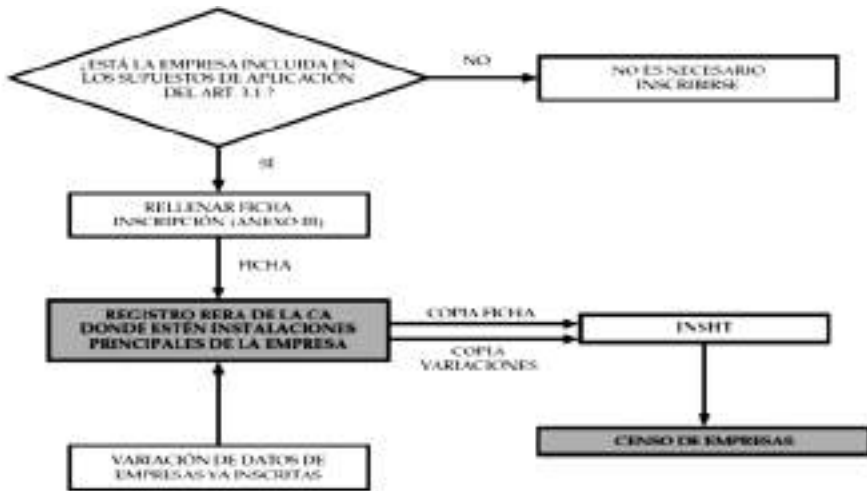 ¿ESTÁ LA EMPRESA INCLUIDA EN
LOS SUPUESTOS DE APLICACIÓN
DEL ART. 3.1 ?
NO
NO ES NECESARIO
INSCRIBIRSE
SÍ
RELLENAR FICHA
INSCRIPCIÓN (ANEXO III)
FICHA
REGISTRO RERA DE LA CA
DONDE ESTÉN INSTALACIONES
PRINCIPALES DE LA EMPRESA
COPIA FICHA
COPIA
VARIACIONES
INSHT
CENSO DE EMPRESAS
VARIACIÓN DE DATOS DE
EMPRESAS YA INSCRITAS